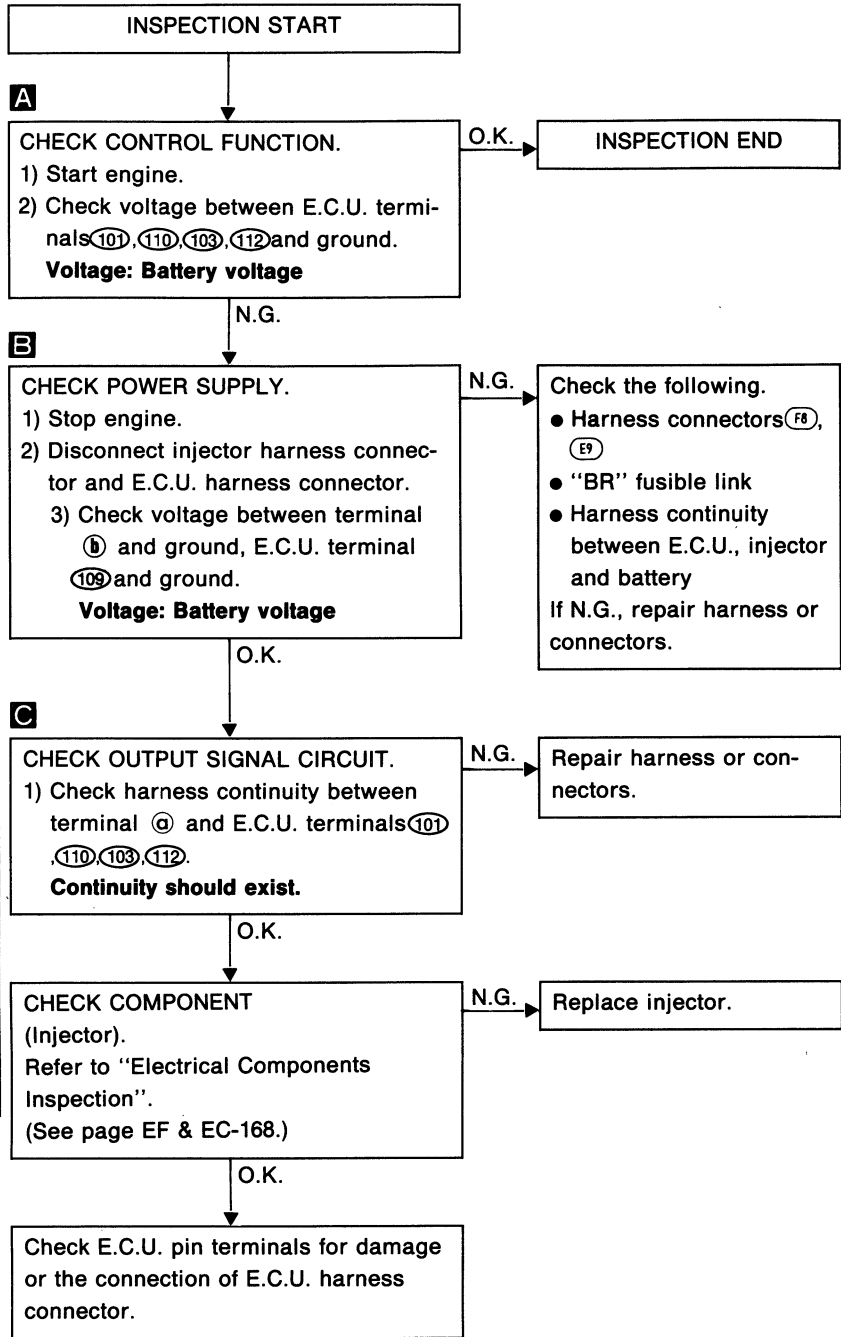 INSPECTION START
A
CHECK CONTROL FUNCTION.
1) Start engine.
2) Check voltage between E.C.U. termi-
nals 101, 110, 103, 112 and ground.
Voltage: Battery voltage
O.K.
INSPECTION END
N.G.
B
CHECK POWER SUPPLY.
1) Stop engine.
2) Disconnect injector harness connec-
tor and E.C.U. harness connector.
3) Check voltage between terminal
b and ground, E.C.U. terminal
109 and ground.
Voltage: Battery voltage
N.G.
Check the following.
● Harness connectors F8,
E9
● "BR" fusible link
● Harness continuity
between E.C.U., injector
and battery
If N.G., repair harness or
connectors.
O.K.
C
CHECK OUTPUT SIGNAL CIRCUIT.
1) Check harness continuity between
terminal a and E.C.U. terminals 101
, 110, 103, 112.
Continuity should exist.
N.G.
Repair harness or con-
nectors.
O.K.
CHECK COMPONENT
(Injector).
Refer to "Electrical Components
Inspection".
(See page EF & EC-168.)
N.G.
Replace injector.
O.K.
Check E.C.U. pin terminals for damage
or the connection of E.C.U. harness
connector.